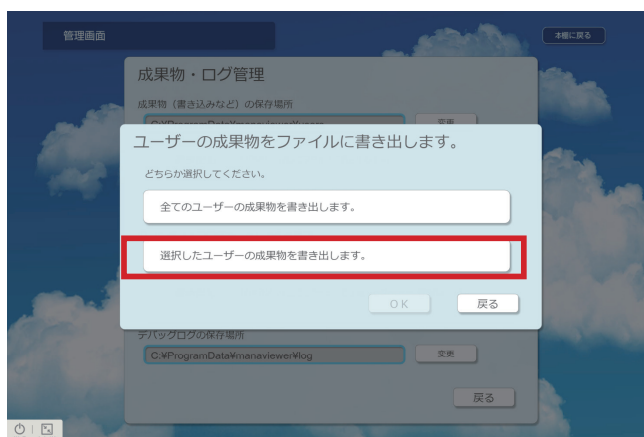 管理画面
本棚に戻る
成果物・ログ管理
成果物（書き込みなど）の保存場所
C:¥ProgramData¥manaviewer¥users
変更
ユーザーの成果物をファイルに書き出します。
どちらか選択してください。
全てのユーザーの成果物を書き出します。
選択したユーザーの成果物を書き出します。
OK
戻る
デバッグログの保存場所
C:¥ProgramData¥manaviewer¥log
変更
戻る